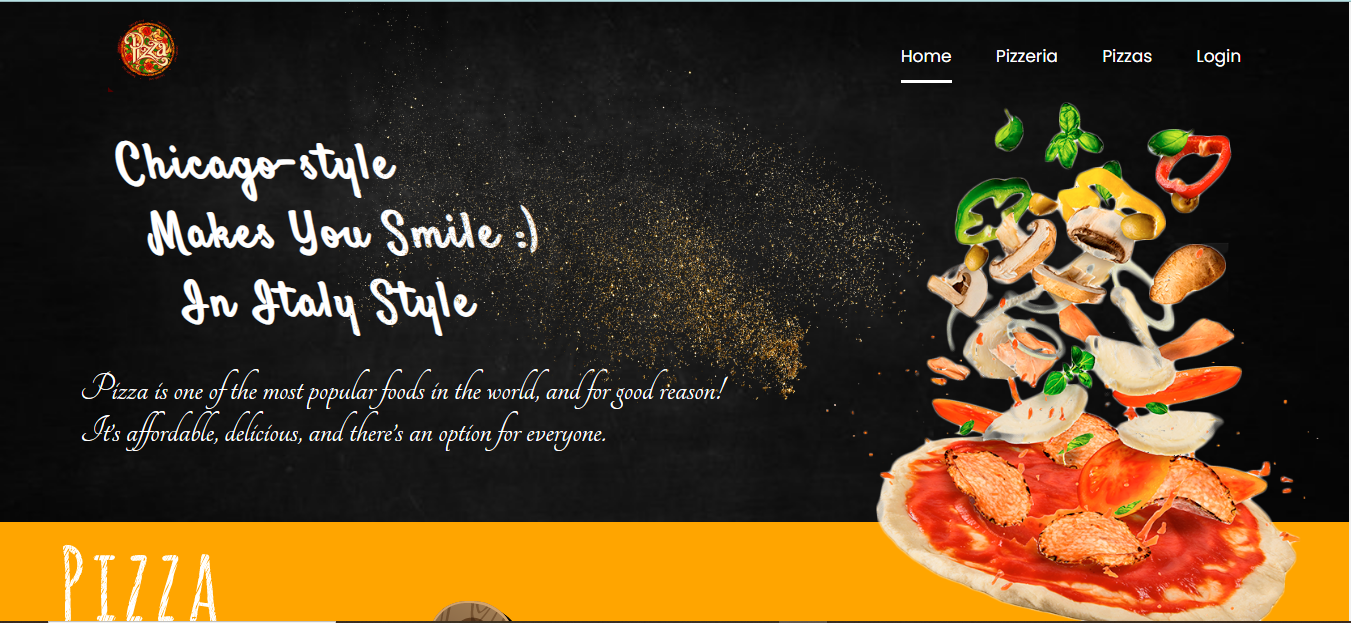 Pizza
Home Pizzeria Pizzas Login
Chicago-style
Makes You Smile :)
In Italy Style
Pizza is one of the most popular foods in the world, and for good reason!
It's affordable, delicious, and there's an option for everyone.
PIZZA